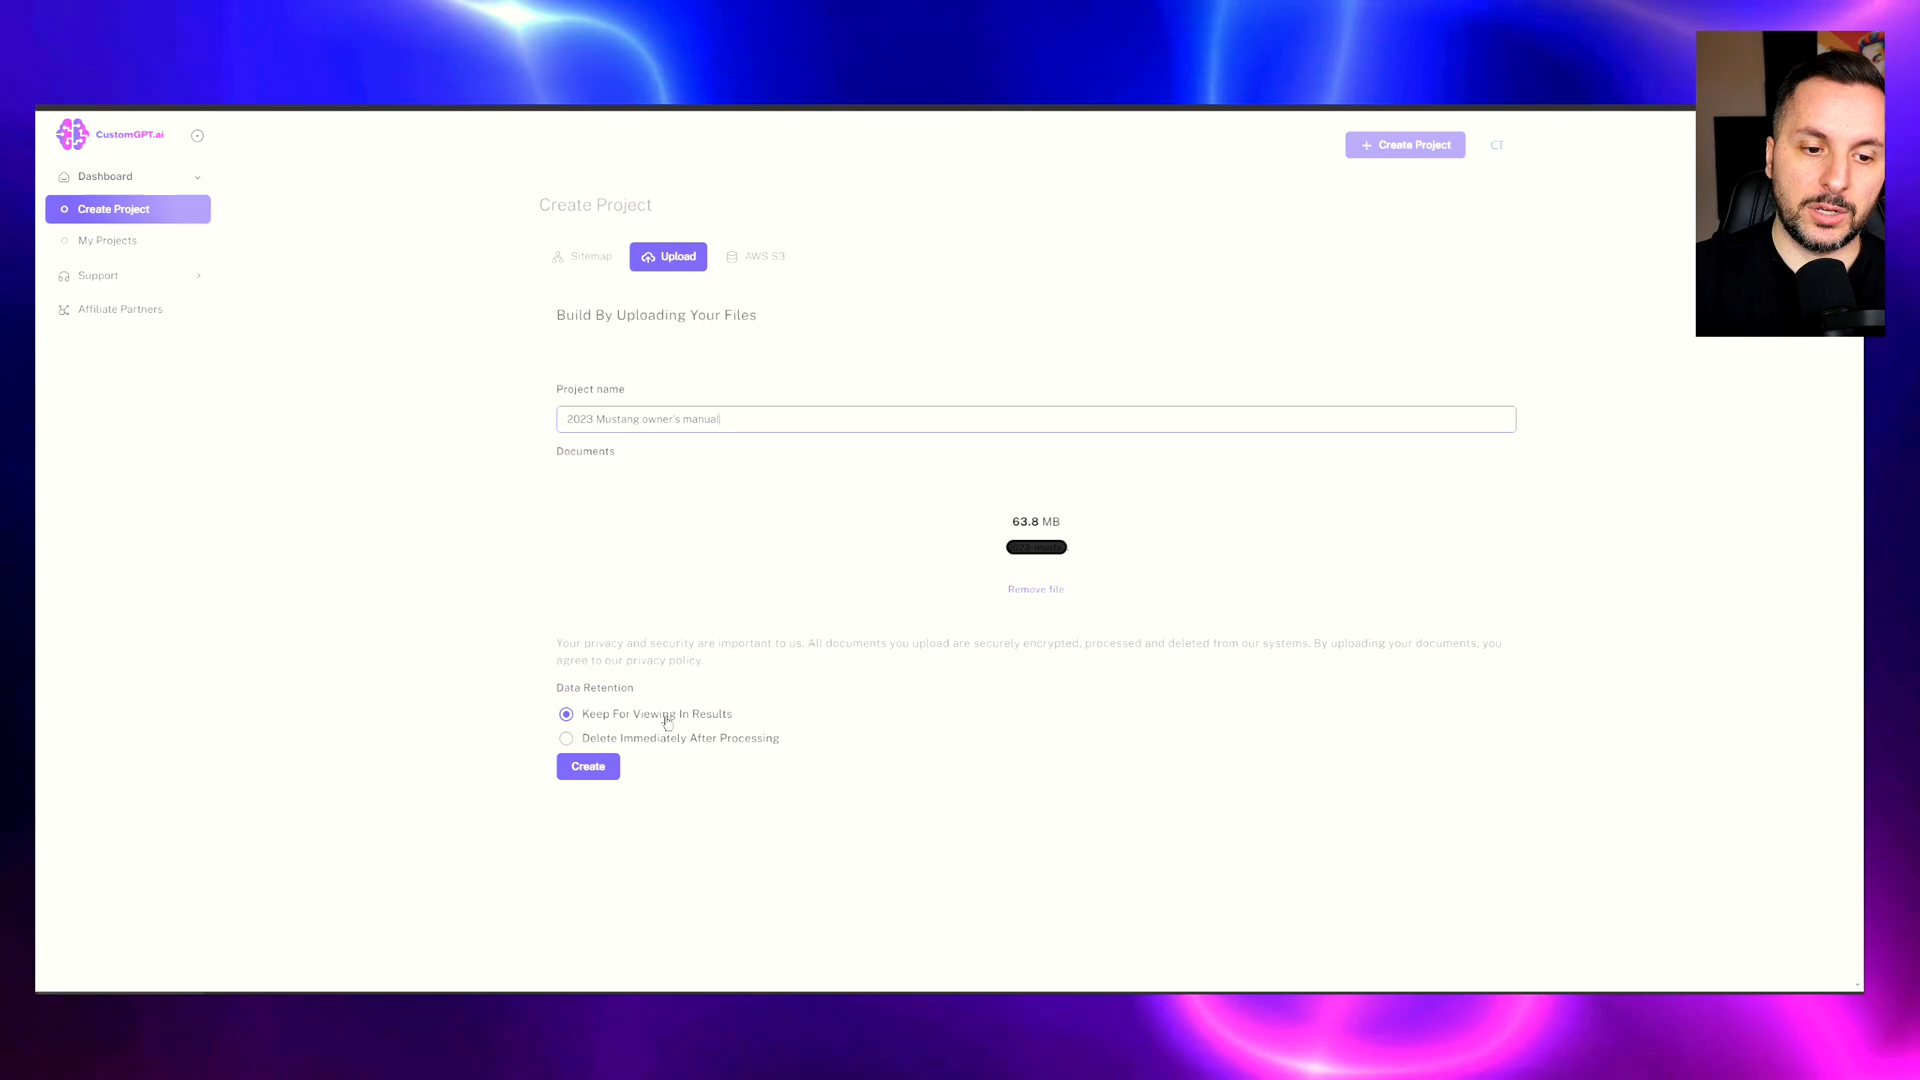 CustomGPT.ai
+ Create Project
CT
Dashboard
Create Project
My Projects
Support
Affiliate Partners
Create Project
Sitemap
Upload
AWS S3
Build By Uploading Your Files
Project name
2023 Mustang owner's manual
Documents
63.8 MB
Remove file
Your privacy and security are important to us. All documents you upload are securely encrypted, processed and deleted from our systems. By uploading your documents, you
agree to our privacy policy.
Data Retention
Keep For Viewing In Results
Delete Immediately After Processing
Create